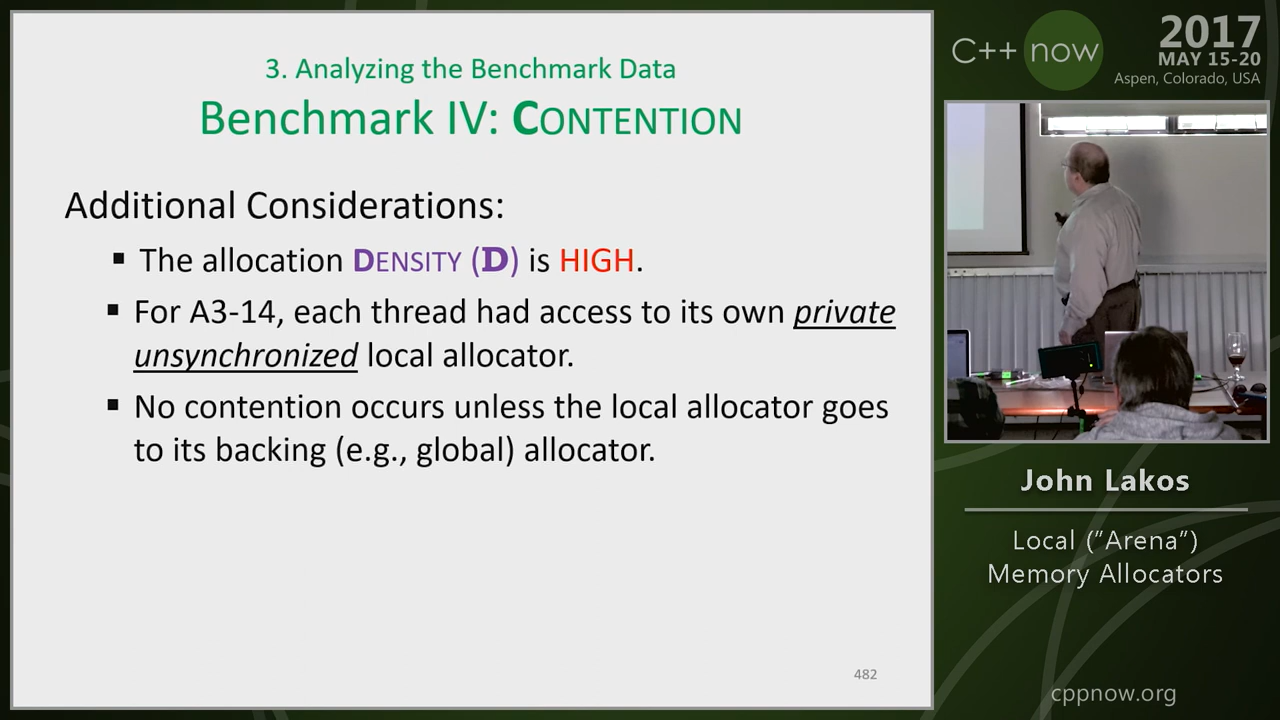 3. Analyzing the Benchmark Data
Benchmark IV: CONTENTION
Additional Considerations:
▪ The allocation DENSITY (D) is HIGH.
▪ For A3-14, each thread had access to its own private
unsynchronized local allocator.
▪ No contention occurs unless the local allocator goes
to its backing (e.g., global) allocator.
482
C++ now
2017
MAY 15-20
Aspen, Colorado, USA
John Lakos
Local (”Arena”)
Memory Allocators
cppnow.org